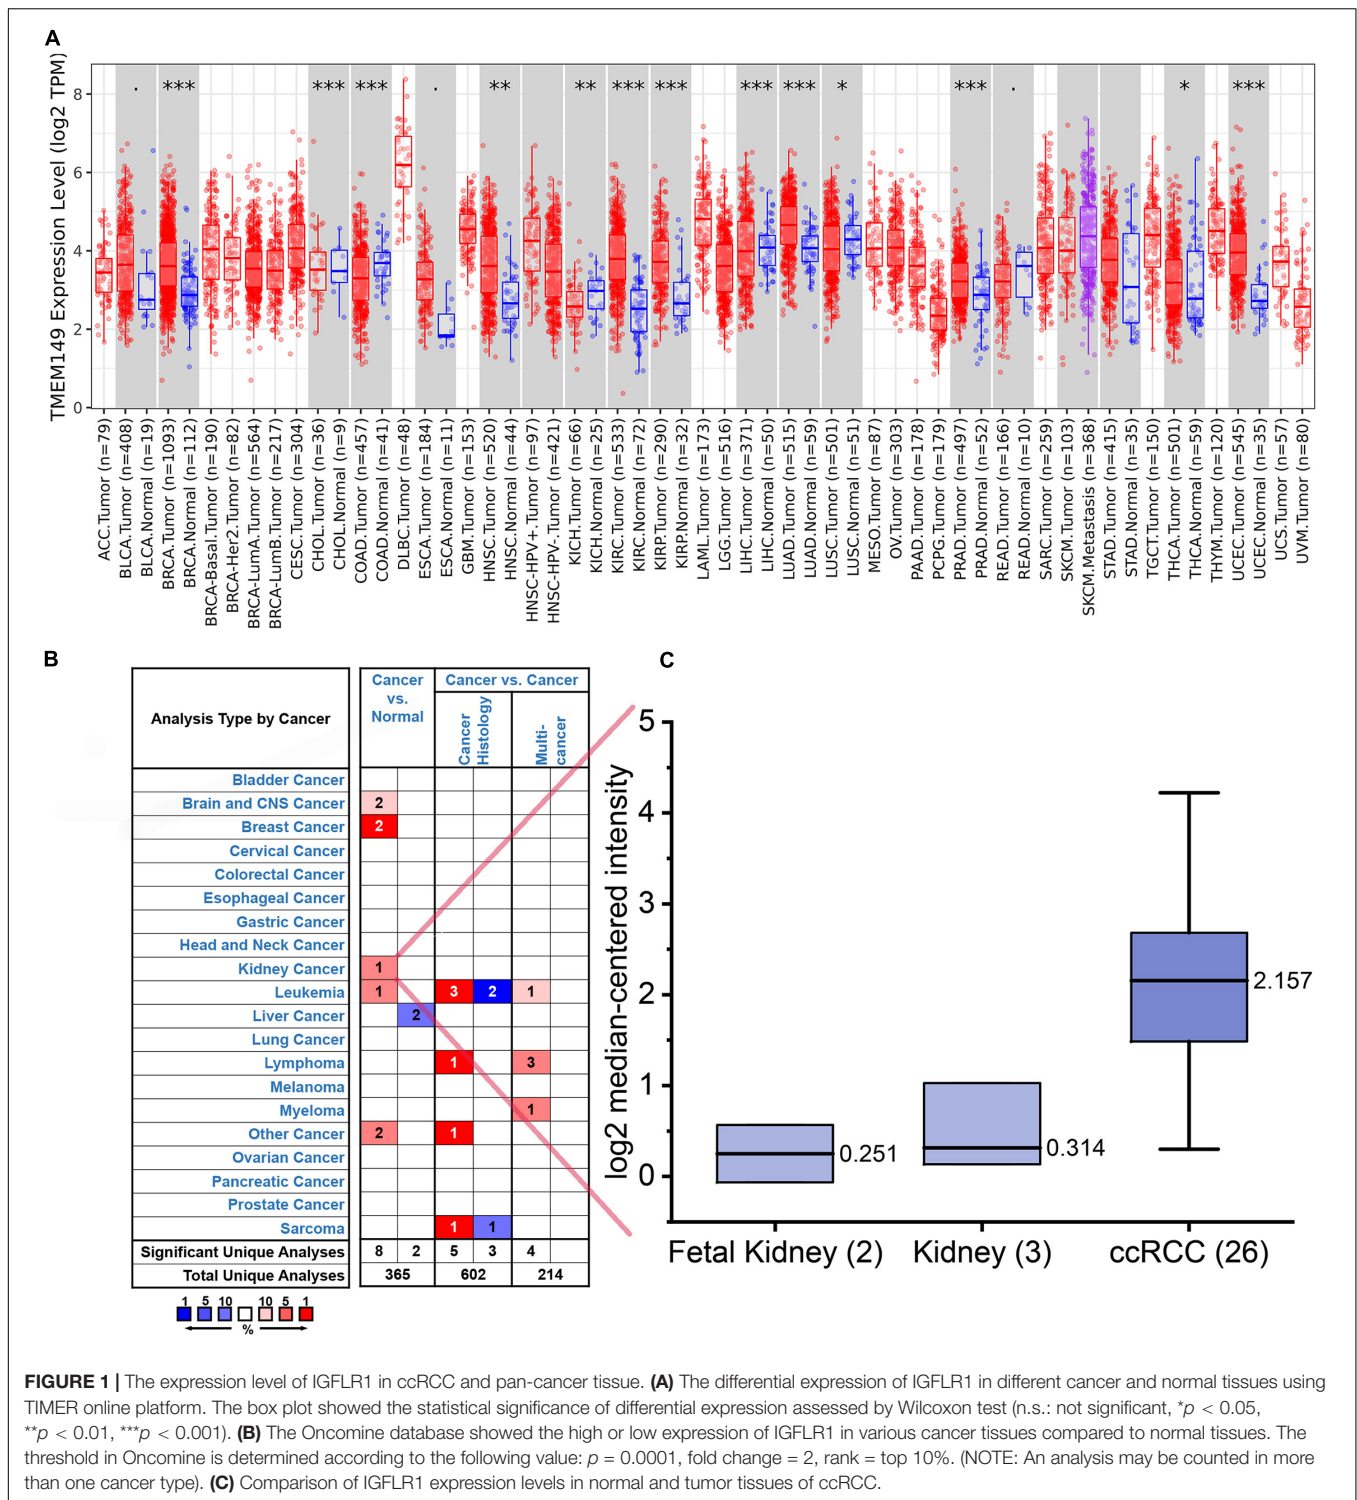 A
TMEM149 Expression Level (log2 TPM)
8
6
4
2
0
. *** *** *** . ** ** *** *** *** *** * *** . * ***
ACC.Tumor (n=79)
BLCA.Tumor (n=408)
BLCA.Normal (n=19)
BRCA.Tumor (n=1093)
BRCA.Normal (n=112)
BRCA-Basal.Tumor (n=190)
BRCA-Her2.Tumor (n=82)
BRCA-LumA.Tumor (n=564)
BRCA-LumB.Tumor (n=217)
CESC.Tumor (n=304)
CHOL.Tumor (n=36)
CHOL.Normal (n=9)
COAD.Tumor (n=457)
COAD.Normal (n=41)
DLBC.Tumor (n=48)
ESCA.Tumor (n=184)
ESCA.Normal (n=11)
GBM.Tumor (n=153)
HNSC.Tumor (n=520)
HNSC.Normal (n=44)
HNSC-HPV+.Tumor (n=97)
HNSC-HPV-.Tumor (n=421)
KICH.Tumor (n=66)
KICH.Normal (n=25)
KIRC.Tumor (n=533)
KIRC.Normal (n=72)
KIRP.Tumor (n=290)
KIRP.Normal (n=32)
LAML.Tumor (n=173)
LGG.Tumor (n=516)
LIHC.Tumor (n=371)
LIHC.Normal (n=50)
LUAD.Tumor (n=515)
LUAD.Normal (n=59)
LUSC.Tumor (n=501)
LUSC.Normal (n=51)
MESO.Tumor (n=87)
OV.Tumor (n=303)
PAAD.Tumor (n=178)
PCPG.Tumor (n=179)
PRAD.Tumor (n=497)
PRAD.Normal (n=52)
READ.Tumor (n=166)
READ.Normal (n=10)
SARC.Tumor (n=259)
SKCM.Tumor (n=103)
SKCM.Metastasis (n=368)
STAD.Tumor (n=415)
STAD.Normal (n=35)
TGCT.Tumor (n=150)
THCA.Tumor (n=501)
THCA.Normal (n=59)
THYM.Tumor (n=120)
UCEC.Tumor (n=545)
UCEC.Normal (n=35)
UCS.Tumor (n=57)
UVM.Tumor (n=80)
B
Analysis Type by Cancer
Cancer
vs.
Normal
Cancer vs. Cancer
Cancer
Histology
Multi-
cancer
Bladder Cancer
Brain and CNS Cancer 2
Breast Cancer 2
Cervical Cancer
Colorectal Cancer
Esophageal Cancer
Gastric Cancer
Head and Neck Cancer
Kidney Cancer 1
Leukemia 1 3 2 1
Liver Cancer 2
Lung Cancer
Lymphoma 1 3
Melanoma
Myeloma 1
Other Cancer 2 1
Ovarian Cancer
Pancreatic Cancer
Prostate Cancer
Sarcoma 1 1
Significant Unique Analyses 8 2 5 3 4
Total Unique Analyses 365 602 214
1 5 10 10 5 1
%
C
log2 median-centered intensity
5
4
3
2
1
0
0.251
0.314
2.157
Fetal Kidney (2) Kidney (3) ccRCC (26)
FIGURE 1 | The expression level of IGFLR1 in ccRCC and pan-cancer tissue. (A) The differential expression of IGFLR1 in different cancer and normal tissues using
TIMER online platform. The box plot showed the statistical significance of differential expression assessed by Wilcoxon test (n.s.: not significant, *p < 0.05,
**p < 0.01, ***p < 0.001). (B) The Oncomine database showed the high or low expression of IGFLR1 in various cancer tissues compared to normal tissues. The
threshold in Oncomine is determined according to the following value: p = 0.0001, fold change = 2, rank = top 10%. (NOTE: An analysis may be counted in more
than one cancer type). (C) Comparison of IGFLR1 expression levels in normal and tumor tissues of ccRCC.